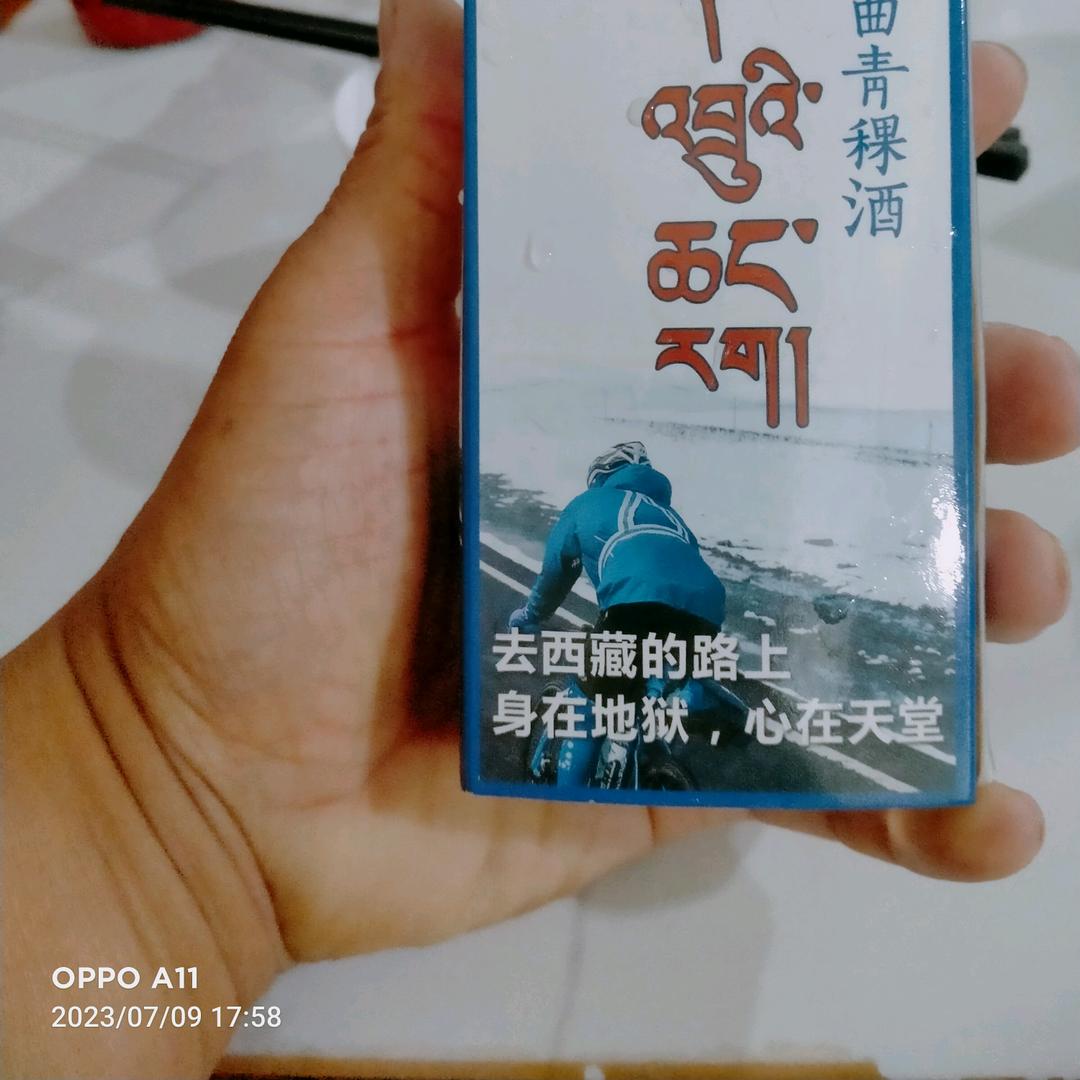 འབྲུའི་
ཆང་
རག།
曲青稞酒
去西藏的路上
身在地狱，心在天堂
OPPO A11
2023/07/09 17:58